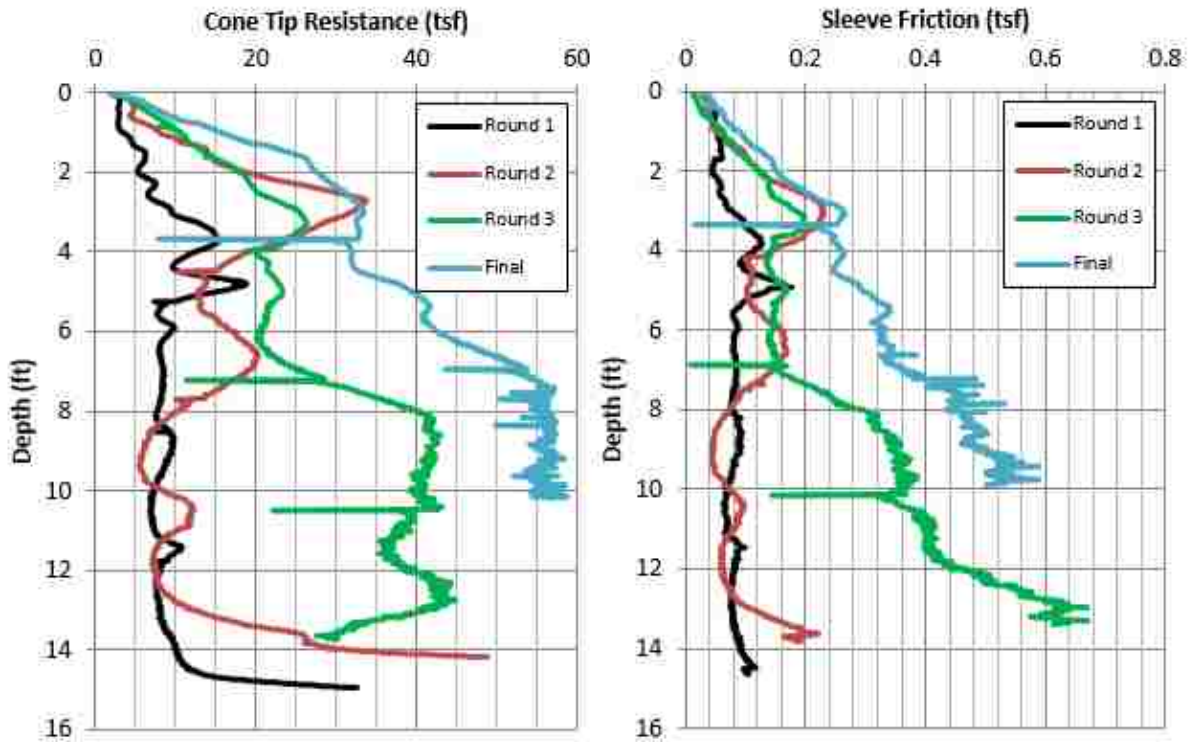 Cone Tip Resistance (tsf)
0 20 40 60
Depth (ft)
0
2
4
6
8
10
12
14
16
Round 1
Round 2
Round 3
Final
Sleeve Friction (tsf)
0 0.2 0.4 0.6 0.8
Depth (ft)
0
2
4
6
8
10
12
14
16
Round 1
Round 2
Round 3
Final